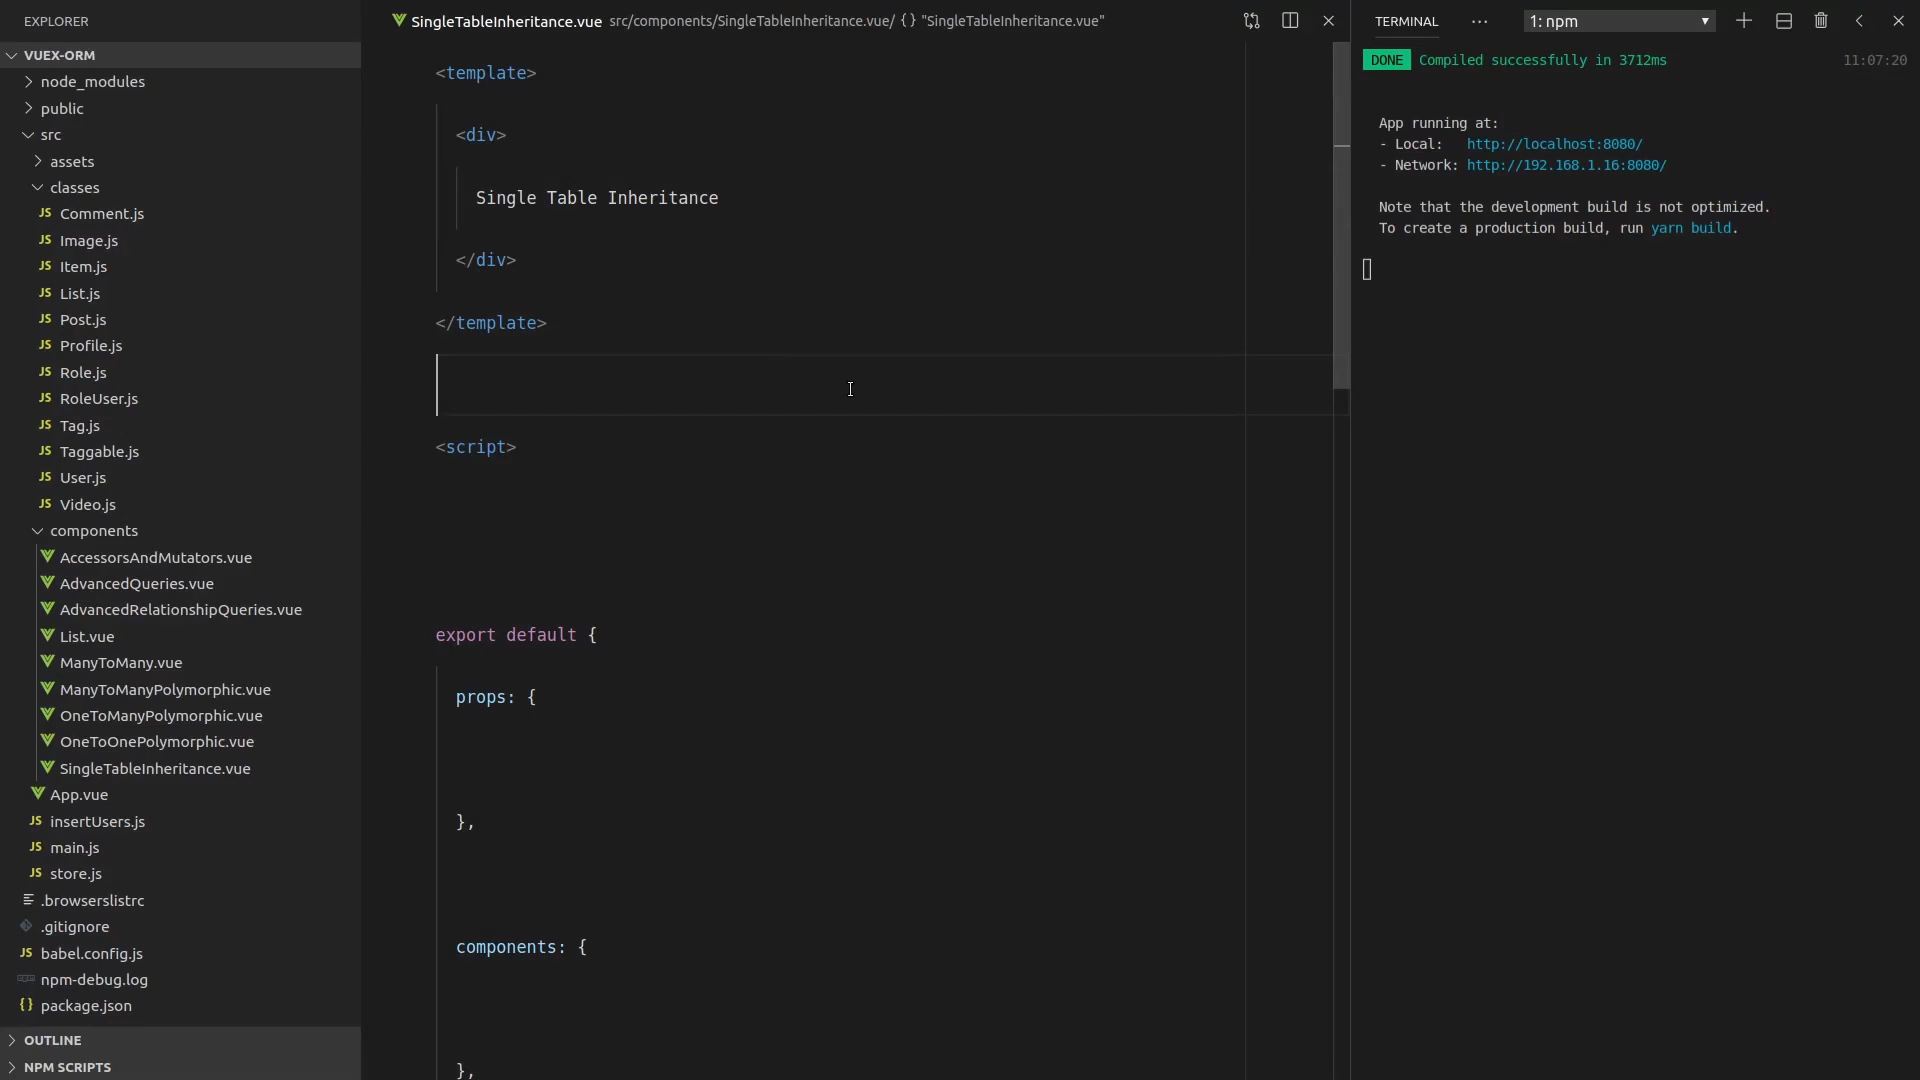 EXPLORER
VUEX-ORM
node_modules
public
src
assets
classes
JS Comment.js
JS Image.js
JS Item.js
JS List.js
JS Post.js
JS Profile.js
JS Role.js
JS RoleUser.js
JS Tag.js
JS Taggable.js
JS User.js
JS Video.js
components
AccessorsAndMutators.vue
AdvancedQueries.vue
AdvancedRelationshipQueries.vue
List.vue
ManyToMany.vue
ManyToManyPolymorphic.vue
OneToManyPolymorphic.vue
OneToOnePolymorphic.vue
SingleTableInheritance.vue
App.vue
JS insertUsers.js
JS main.js
JS store.js
.browserslistrc
.gitignore
JS babel.config.js
npm-debug.log
{ } package.json
OUTLINE
NPM SCRIPTS
SingleTableInheritance.vue src/components/SingleTableInheritance.vue/ { } "SingleTableInheritance.vue"
<template>
<div>
Single Table Inheritance
</div>
</template>
<script>
export default {
props: {
},
components: {
},
TERMINAL ··· 1: npm
DONE Compiled successfully in 3712ms 11:07:20
App running at:
- Local: http://localhost:8080/
- Network: http://192.168.1.16:8080/
Note that the development build is not optimized.
To create a production build, run yarn build.